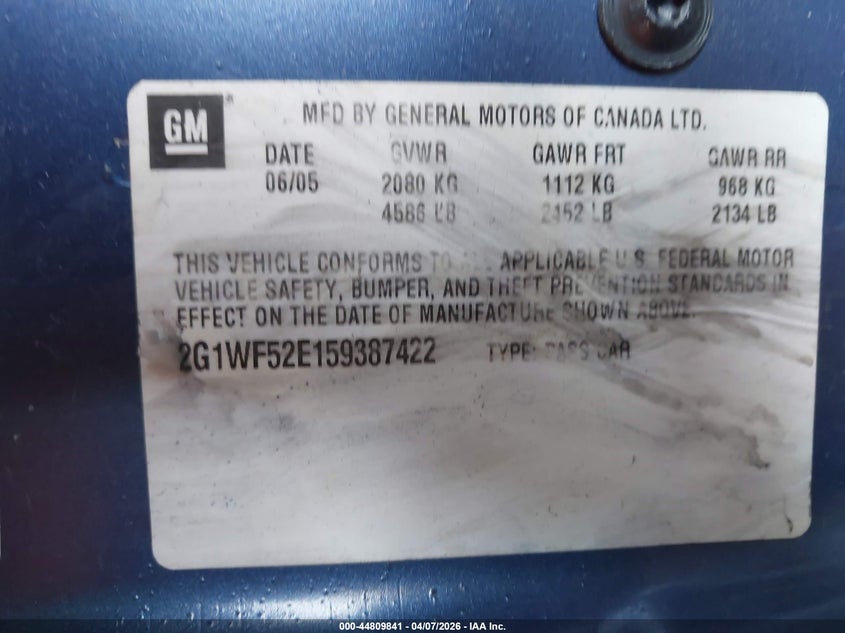 GM®
MFD BY GENERAL MOTORS OF CANADA LTD.
DATE GVWR GAWR FRT GAWR RR
06/05 2080 KG 1112 KG 968 KG
4586 LB 2452 LB 2134 LB
THIS VEHICLE CONFORMS TO ALL APPLICABLE U.S. FEDERAL MOTOR
VEHICLE SAFETY, BUMPER, AND THEFT PREVENTION STANDARDS IN
EFFECT ON THE DATE OF MANUFACTURE SHOWN ABOVE.
2G1WF52E159387422 TYPE: PASS CAR
000-44809841 - 04/07/2026 - IAA Inc.